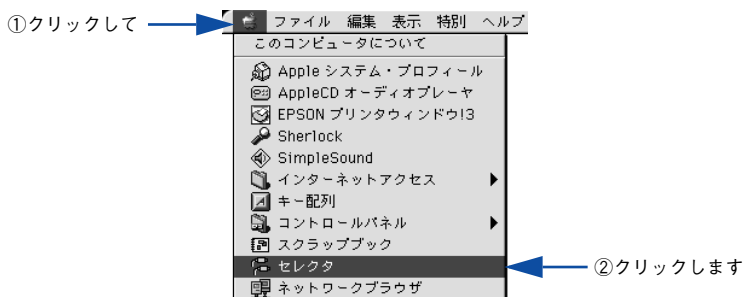 ①クリックして
ファイル 編集 表示 特別 ヘルプ
このコンピュータについて
Apple システム・プロフィール
AppleCD オーディオプレーヤ
EPSON プリンタウィンドウ!3
Sherlock
SimpleSound
インターネットアクセス
キー配列
コントロールパネル
スクラップブック
セレクタ
②クリックします
ネットワークブラウザ